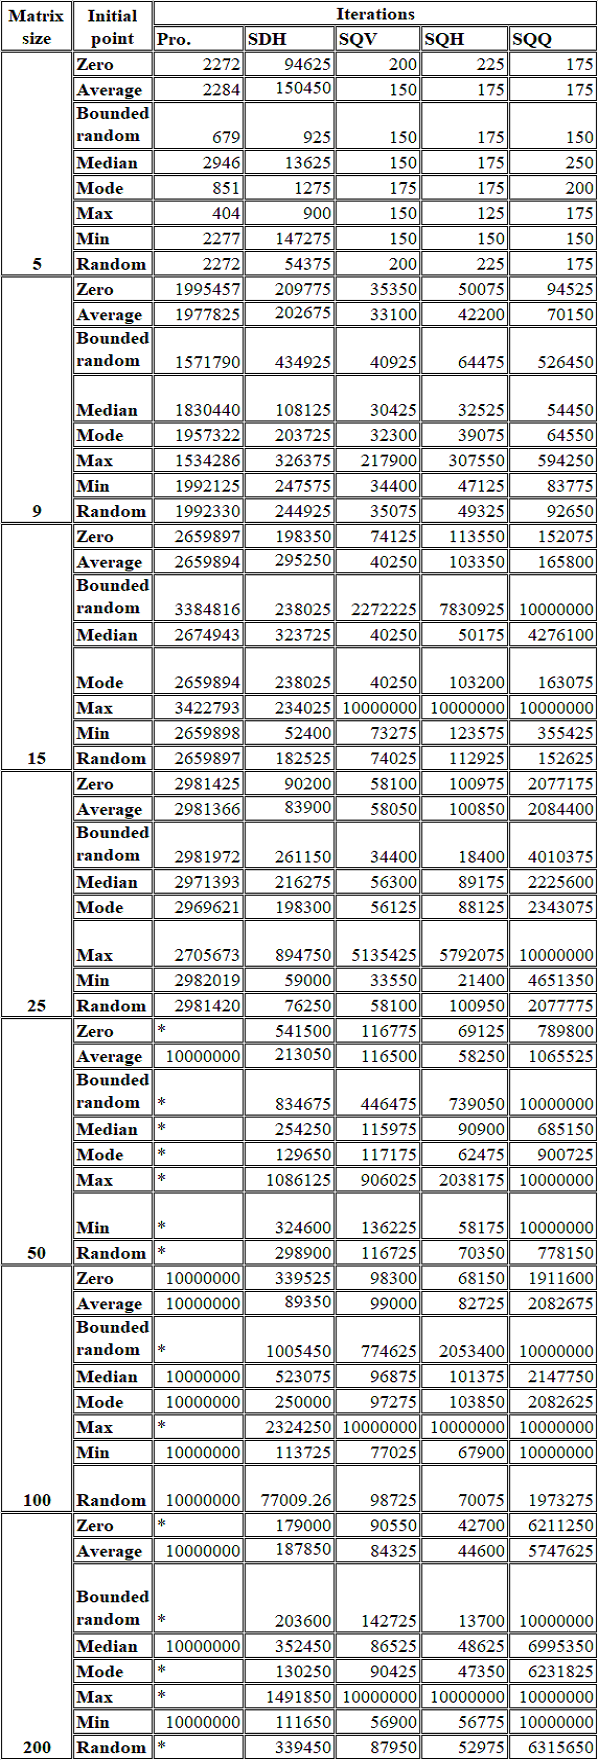 Matrix size Initial point Iterations
Pro. SDH SQV SQH SQQ
5 Zero 2272 94625 200 225 175
Average 2284 150450 150 175 175
Bounded random 679 925 150 175 150
Median 2946 13625 150 175 250
Mode 851 1275 175 175 200
Max 404 900 150 125 175
Min 2277 147275 150 150 150
Random 2272 54375 200 225 175
9 Zero 1995457 209775 35350 50075 94525
Average 1977825 202675 33100 42200 70150
Bounded random 1571790 434925 40925 64475 526450
Median 1830440 108125 30425 32525 54450
Mode 1957322 203725 32300 39075 64550
Max 1534286 326375 217900 307550 594250
Min 1992125 247575 34400 47125 83775
Random 1992330 244925 35075 49325 92650
15 Zero 2659897 198350 74125 113550 152075
Average 2659894 295250 40250 103350 165800
Bounded random 3384816 238025 2272225 7830925 10000000
Median 2674943 323725 40250 50175 4276100
Mode 2659894 238025 40250 103200 163075
Max 3422793 234025 10000000 10000000 10000000
Min 2659898 52400 73275 123575 355425
Random 2659897 182525 74025 112925 152625
25 Zero 2981425 90200 58100 100975 2077175
Average 2981366 83900 58050 100850 2084400
Bounded random 2981972 261150 34400 18400 4010375
Median 2971393 216275 56300 89175 2225600
Mode 2969621 198300 56125 88125 2343075
Max 2705673 894750 5135425 5792075 10000000
Min 2982019 59000 33550 21400 4651350
Random 2981420 76250 58100 100950 2077775
50 Zero * 541500 116775 69125 789800
Average 10000000 213050 116500 58250 1065525
Bounded random * 834675 446475 739050 10000000
Median * 254250 115975 90900 685150
Mode * 129650 117175 62475 900725
Max * 1086125 906025 2038175 10000000
Min * 324600 136225 58175 10000000
Random * 298900 116725 70350 778150
100 Zero 10000000 339525 98300 68150 1911600
Average 10000000 89350 99000 82725 2082675
Bounded random * 1005450 774625 2053400 10000000
Median 10000000 523075 96875 101375 2147750
Mode 10000000 250000 97275 103850 2082625
Max * 2324250 10000000 10000000 10000000
Min 10000000 113725 77025 67900 10000000
Random 10000000 77009.26 98725 70075 1973275
200 Zero * 179000 90550 42700 6211250
Average 10000000 187850 84325 44600 5747625
Bounded random * 203600 142725 13700 10000000
Median 10000000 352450 86525 48625 6995350
Mode * 130250 90425 47350 6231825
Max * 1491850 10000000 10000000 10000000
Min 10000000 111650 56900 56775 10000000
Random * 339450 87950 52975 6315650